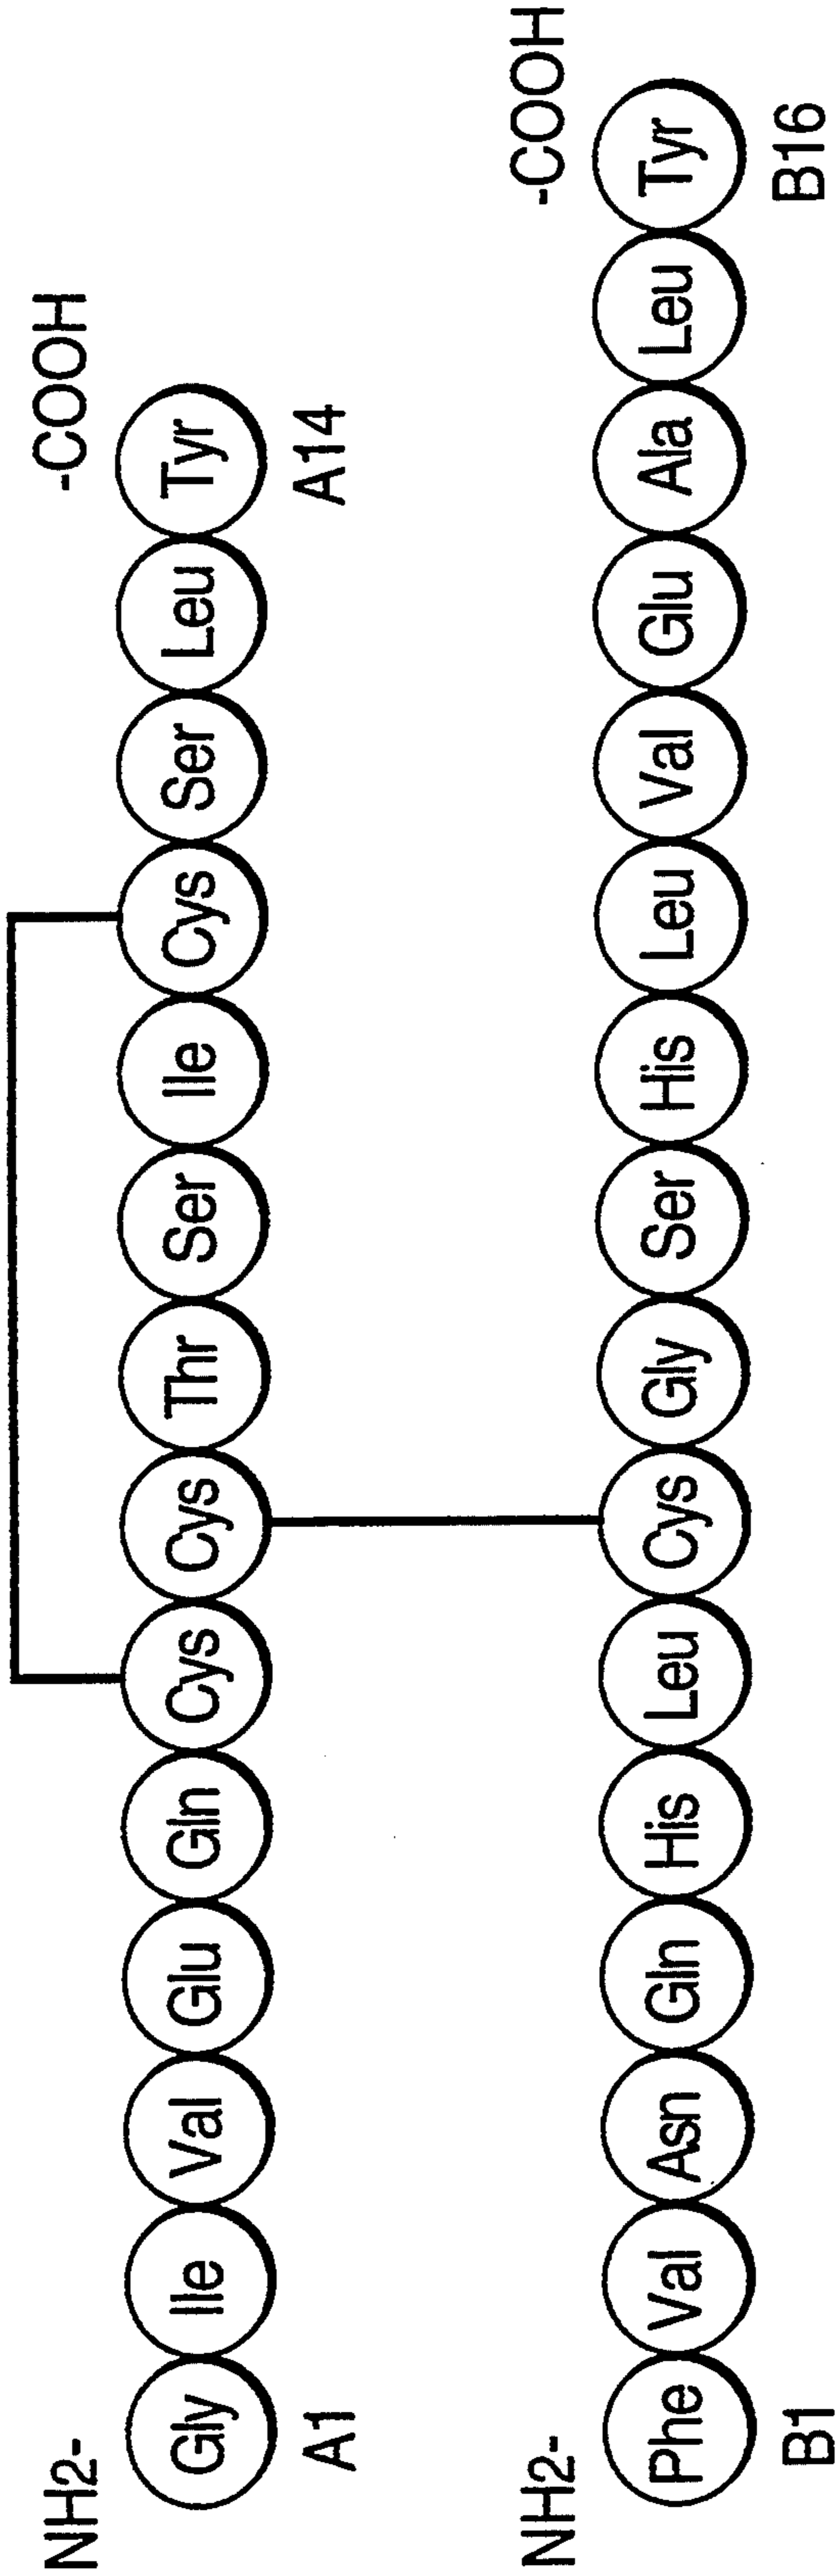 NH2- -COOH
Gly Ile Val Glu Gln Cys Cys Thr Ser Ile Cys Ser Leu Tyr
A1 A14
NH2- -COOH
Phe Val Asn Gln His Leu Cys Gly Ser His Leu Val Glu Ala Leu Tyr
B1 B16